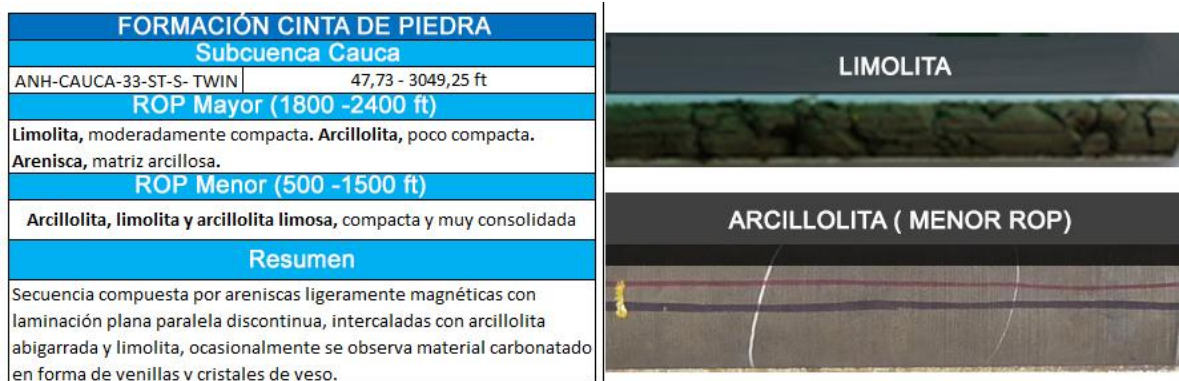 FORMACIÓN CINTA DE PIEDRA
Subcuenca Cauca
ANH-CAUCA-33-ST-S- TWIN 47,73 - 3049,25 ft
ROP Mayor (1800 -2400 ft)
Limolita, moderadamente compacta. Arcillolita, poco compacta.
Arenisca, matriz arcillosa.
ROP Menor (500 -1500 ft)
Arcillolita, limolita y arcillolita limosa, compacta y muy consolidada
Resumen
Secuencia compuesta por areniscas ligeramente magnéticas con
laminación plana paralela discontinua, intercaladas con arcillolita
abigarrada y limolita, ocasionalmente se observa material carbonatado
en forma de venillas y cristales de yeso.
LIMOLITA
ARCILLOLITA ( MENOR ROP)